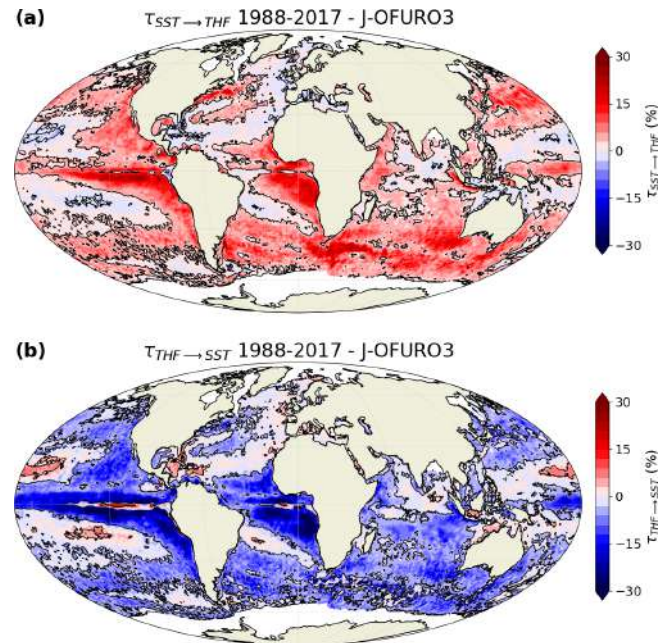 (a)
τSST→THF 1988-2017 - J-OFURO3
30
15
0
−15
−30
τSST→THF (%)
(b)
τTHF→SST 1988-2017 - J-OFURO3
30
15
0
−15
−30
τTHF→SST (%)